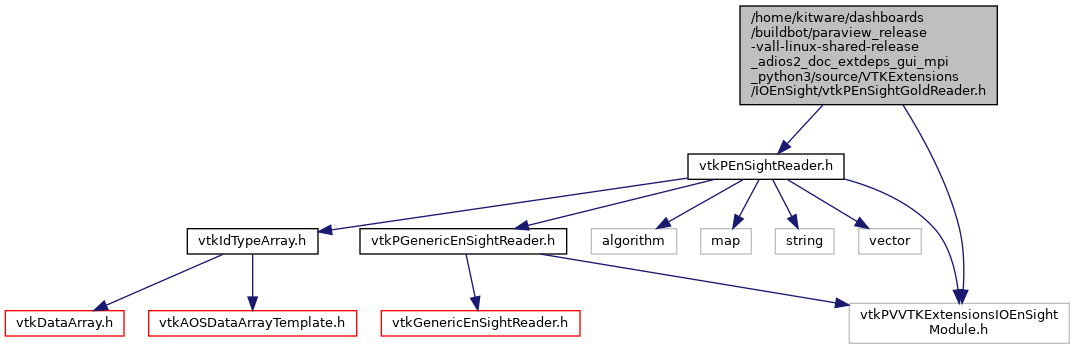 /home/kitware/dashboards
/buildbot/paraview_release
-vall-linux-shared-release
_adios2_doc_extdeps_gui_mpi
_python3/source/VTKExtensions
/IOEnSight/vtkPEnSightGoldReader.h
vtkPEnSightReader.h
vtkIdTypeArray.h
vtkPGenericEnSightReader.h
algorithm
map
string
vector
vtkDataArray.h
vtkAOSDataArrayTemplate.h
vtkGenericEnSightReader.h
vtkPVVTKExtensionsIOEnSight
Module.h